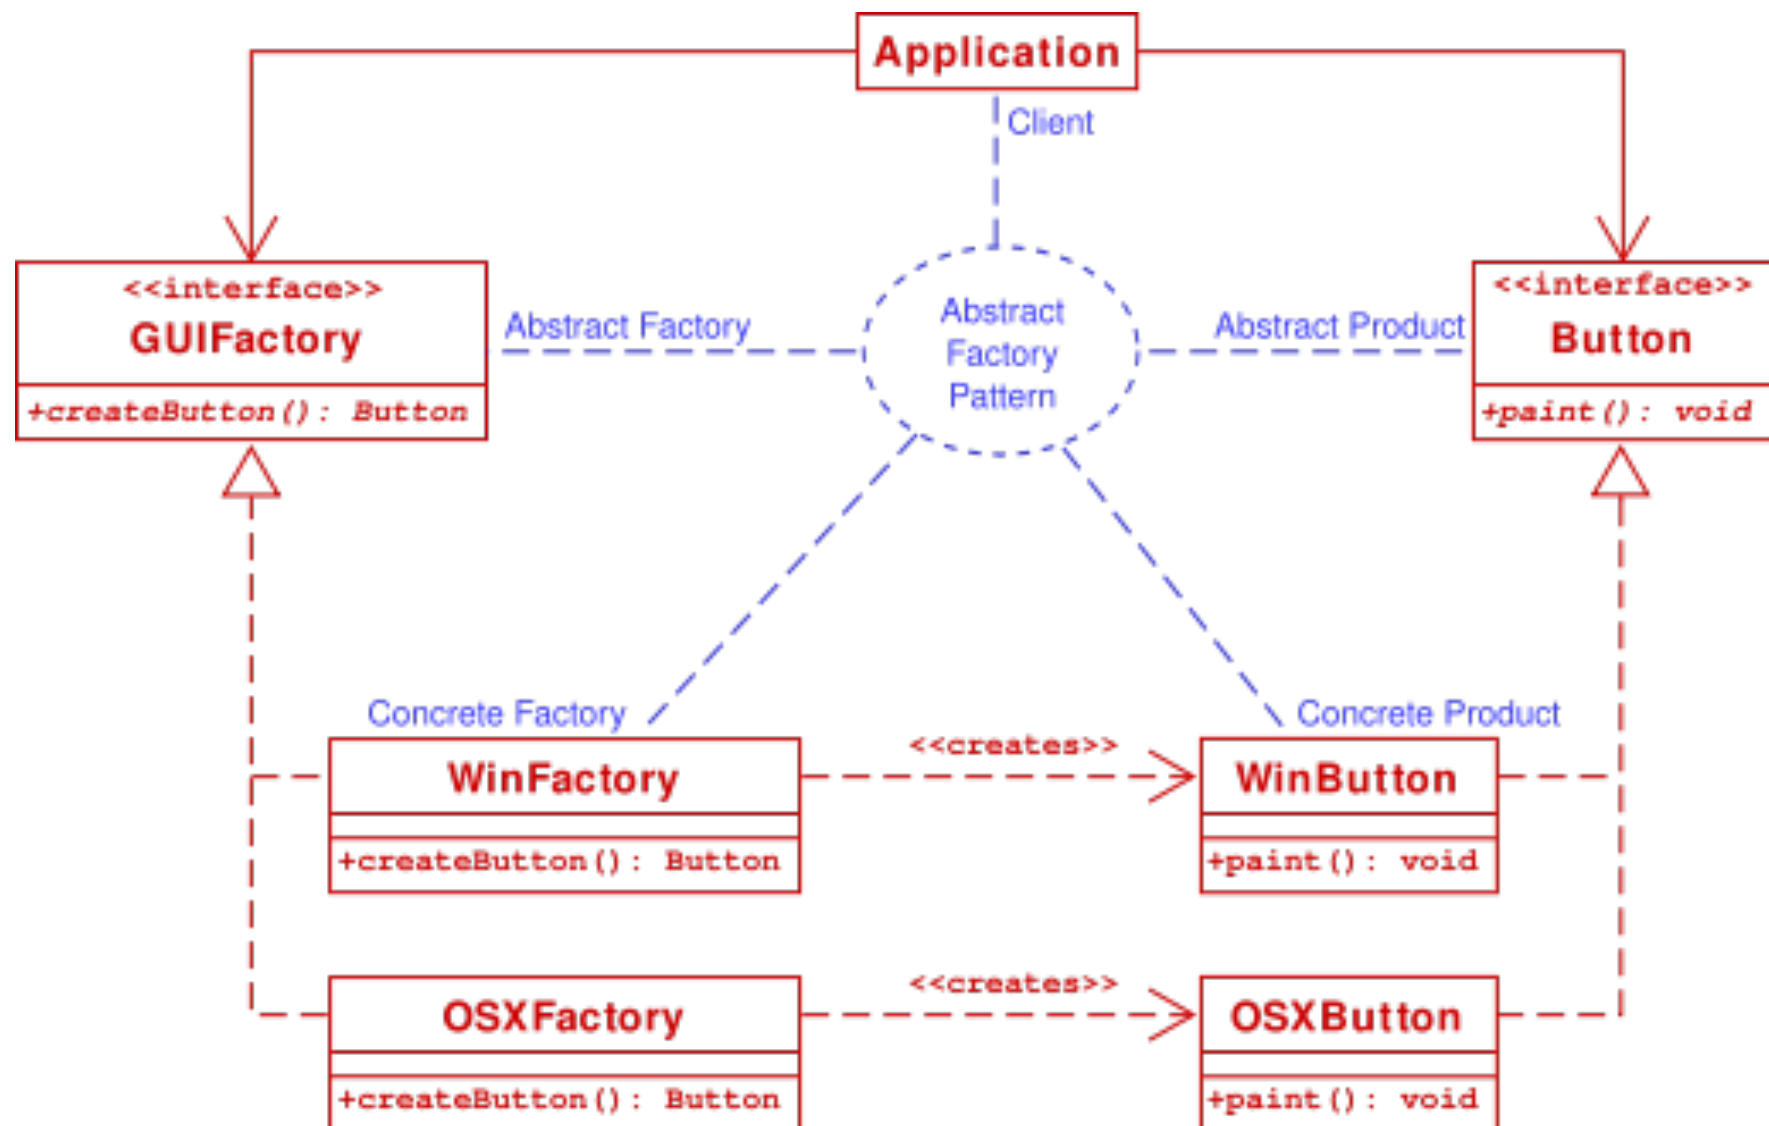 Application
Client
<<interface>>
GUIFactory
+createButton(): Button
Abstract Factory
Abstract
Factory
Pattern
Abstract Product
<<interface>>
Button
+paint(): void
Concrete Factory
WinFactory
+createButton(): Button
<<creates>>
Concrete Product
WinButton
+paint(): void
OSXFactory
+createButton(): Button
<<creates>>
OSXButton
+paint(): void